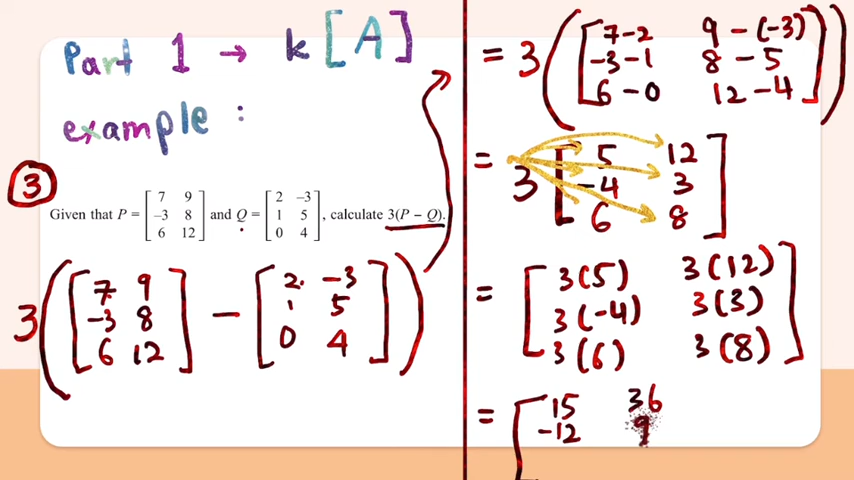 Part 1 → k [A]
example :
3
Given that P = [7 9; –3 8; 6 12] and Q = [2 –3; 1 5; 0 4], calculate 3(P – Q).
3 ( [7 9; -3 8; 6 12] - [2 -3; 1 5; 0 4] )
= 3 ( [7-2 9-(-3); -3-1 8-5; 6-0 12-4] )
= 3 [5 12; -4 3; 6 8]
= [3(5) 3(12); 3(-4) 3(3); 3(6) 3(8)]
= [15 36; -12 9